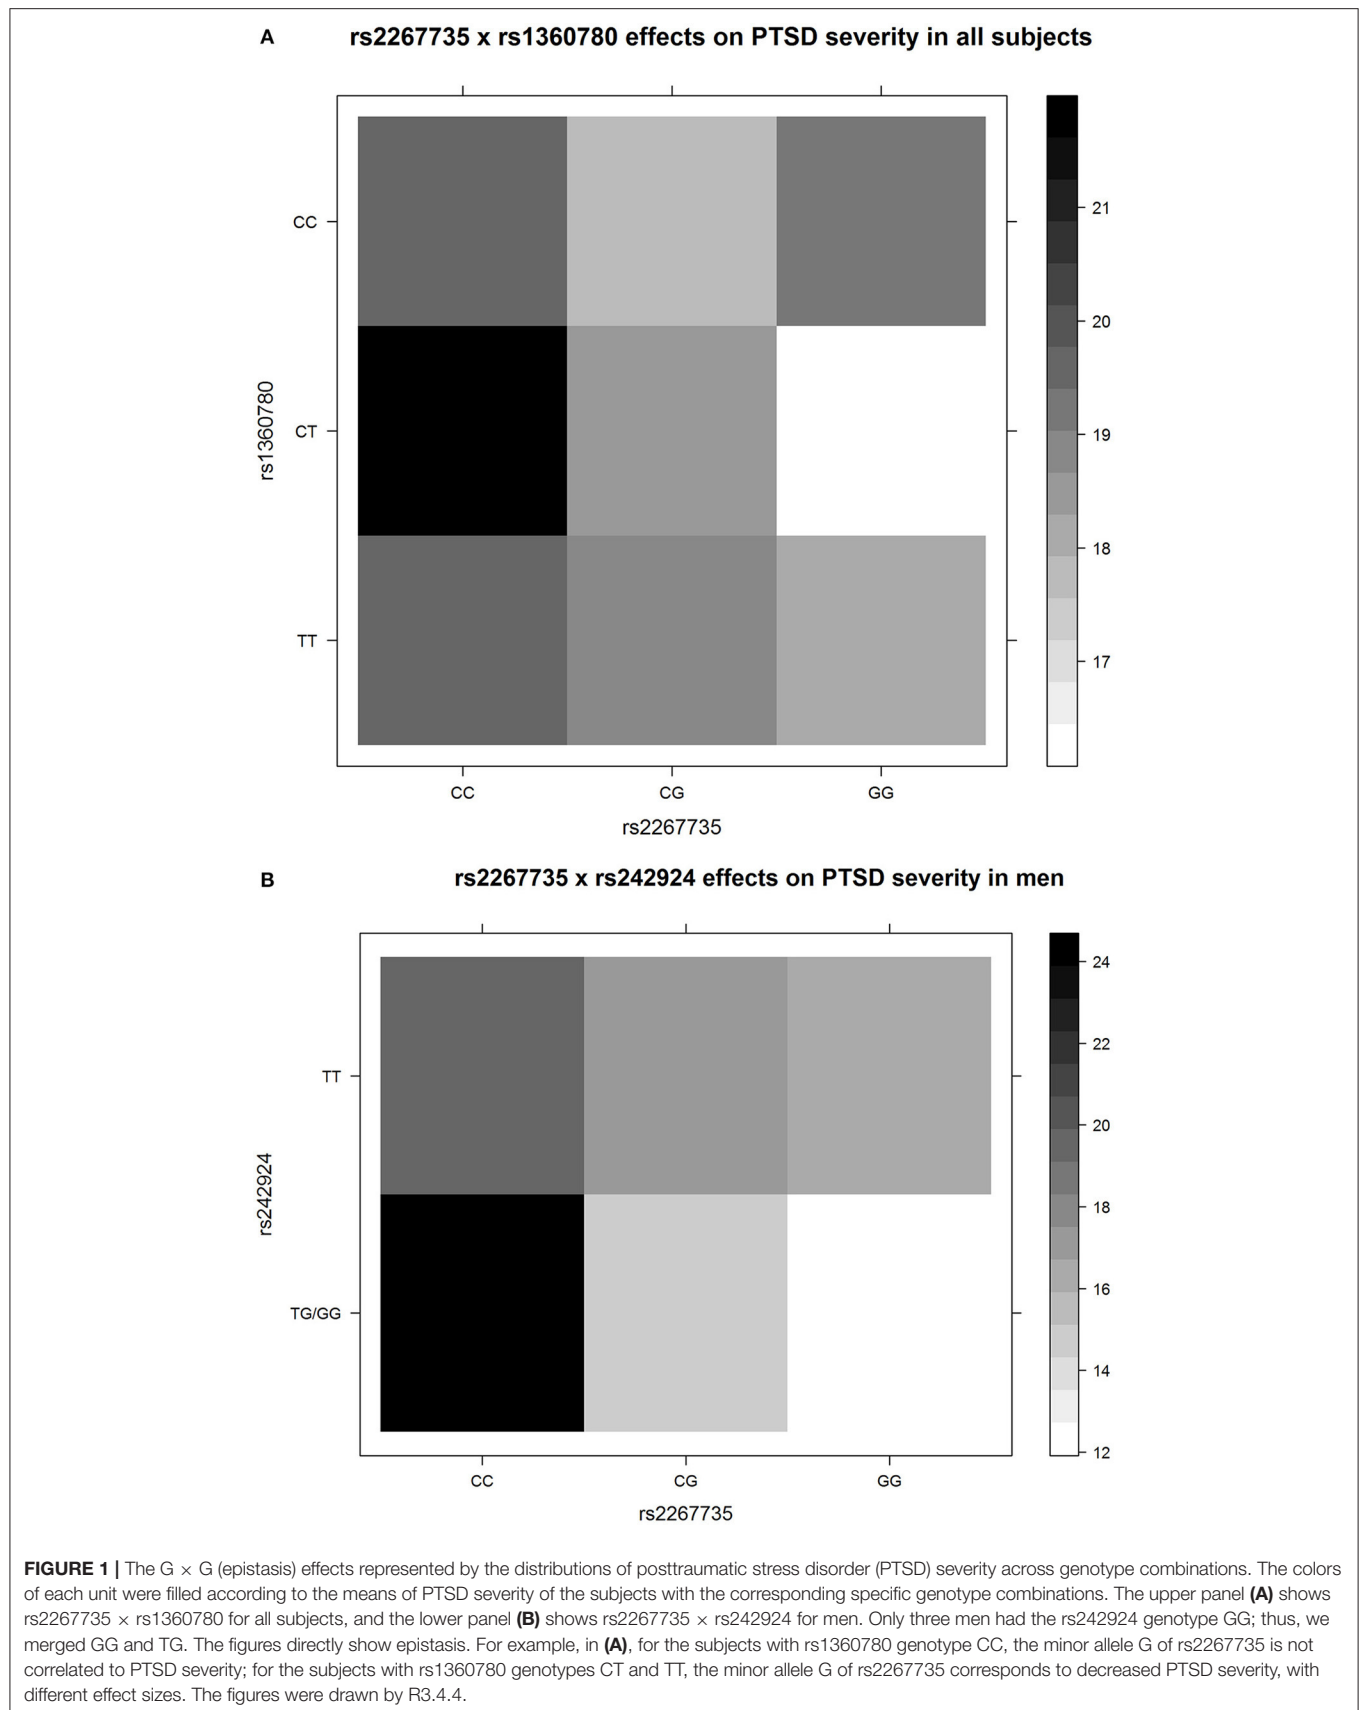 A
rs2267735 x rs1360780 effects on PTSD severity in all subjects
CC
CT
TT
rs1360780
CC
CG
GG
rs2267735
21
20
19
18
17
B
rs2267735 x rs242924 effects on PTSD severity in men
TT
TG/GG
rs242924
CC
CG
GG
rs2267735
24
22
20
18
16
14
12
FIGURE 1 | The G × G (epistasis) effects represented by the distributions of posttraumatic stress disorder (PTSD) severity across genotype combinations. The colors
of each unit were filled according to the means of PTSD severity of the subjects with the corresponding specific genotype combinations. The upper panel (A) shows
rs2267735 × rs1360780 for all subjects, and the lower panel (B) shows rs2267735 × rs242924 for men. Only three men had the rs242924 genotype GG; thus, we
merged GG and TG. The figures directly show epistasis. For example, in (A), for the subjects with rs1360780 genotype CC, the minor allele G of rs2267735 is not
correlated to PTSD severity; for the subjects with rs1360780 genotypes CT and TT, the minor allele G of rs2267735 corresponds to decreased PTSD severity, with
different effect sizes. The figures were drawn by R3.4.4.